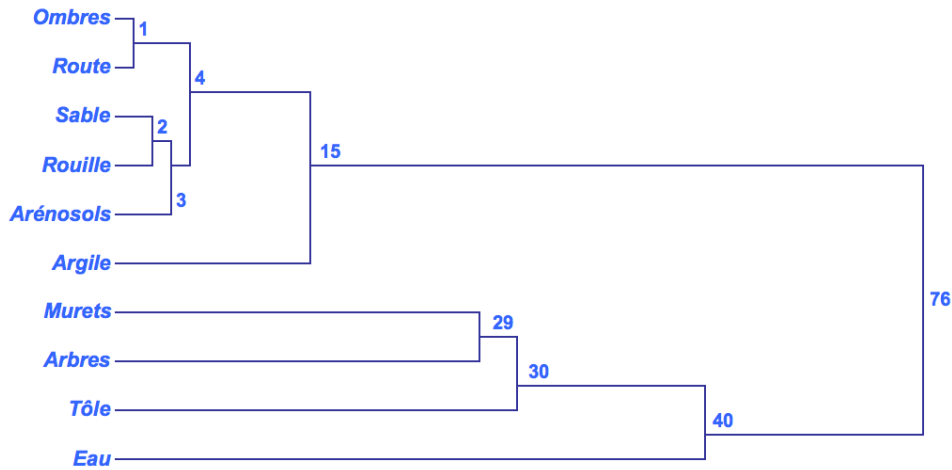 Ombres
1
Route
4
Sable
2
15
Rouille
3
Arénosols
Argile
76
Murets
29
Arbres
30
Tôle
40
Eau